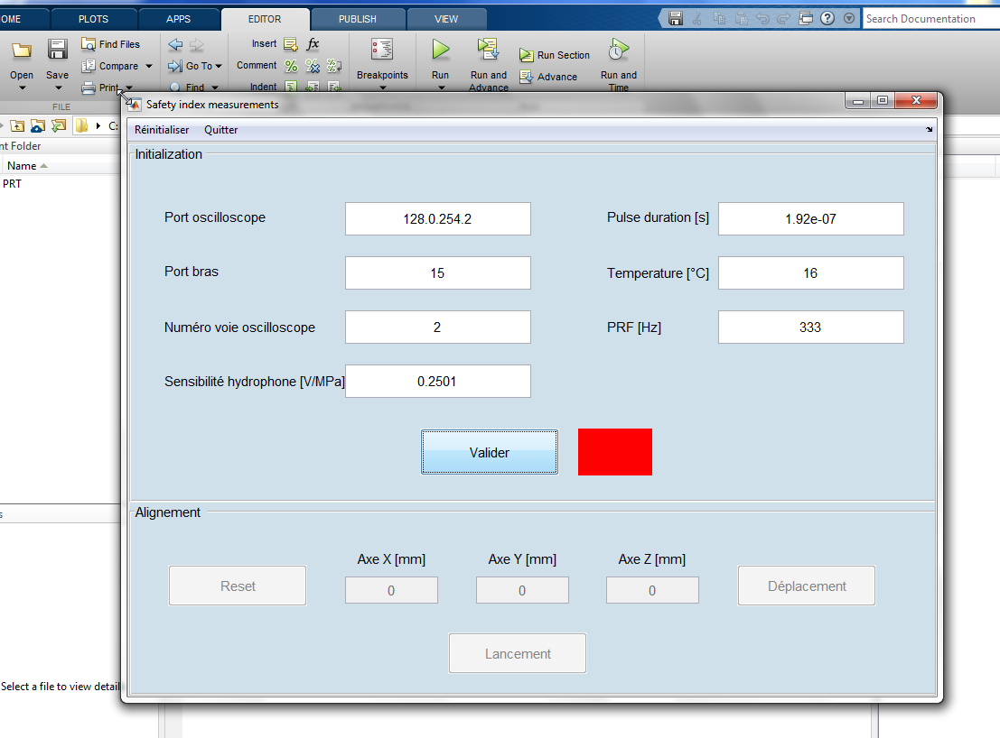 OME PLOTS APPS EDITOR PUBLISH VIEW Search Documentation
Find Files Insert fx
Compare Go To Comment Breakpoints Run Run Section Run and
Open Save Print Find Indent Run and Advance Time
Advance
FILE
Safety index measurements
Réinitialiser Quitter
C:
nt Folder
Name
PRT
Initialization
Port oscilloscope 128.0.254.2 Pulse duration [s] 1.92e-07
Port bras 15 Temperature [°C] 16
Numéro voie oscilloscope 2 PRF [Hz] 333
Sensibilité hydrophone [V/MPa] 0.2501
Valider
s
Alignement
Axe X [mm] Axe Y [mm] Axe Z [mm]
Reset 0 0 0 Déplacement
Lancement
Select a file to view detail